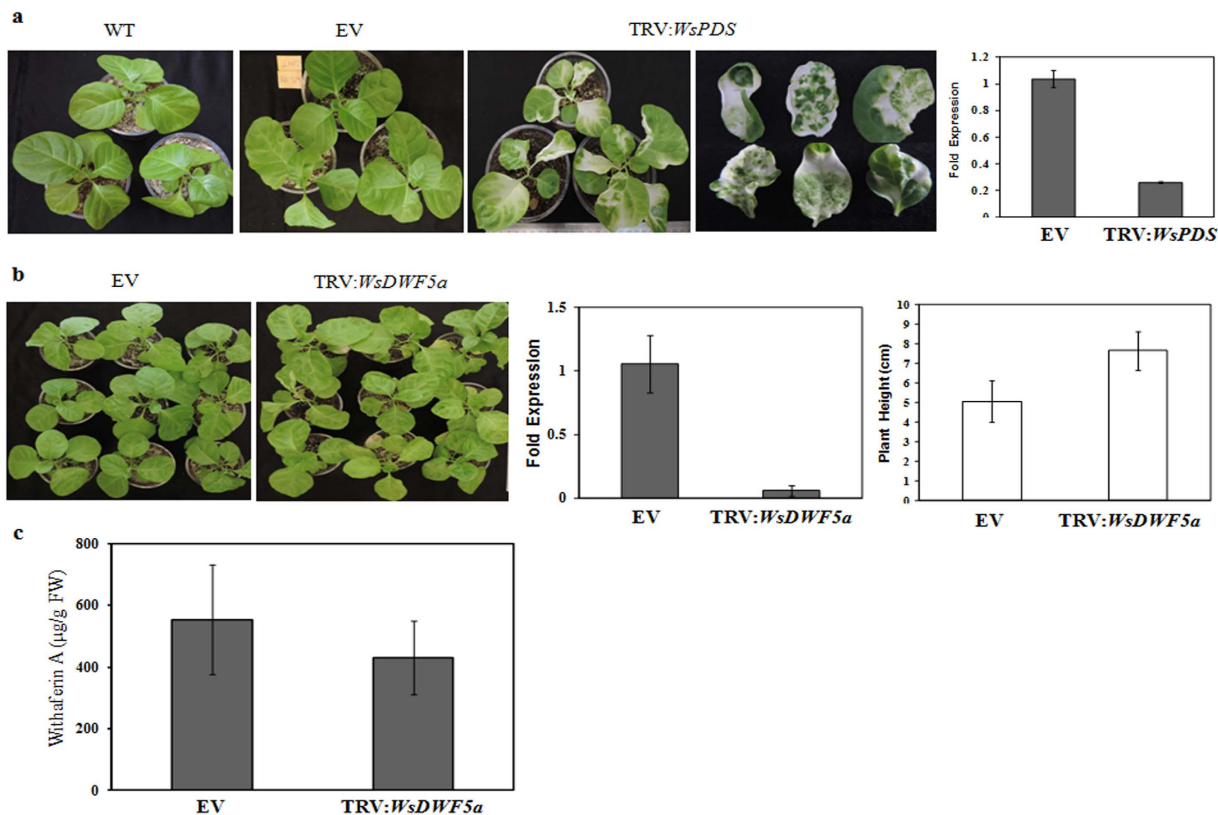 a
WT
EV
TRV:WsPDS
1.2
1
0.8
0.6
0.4
0.2
0
Fold Expression
EV
TRV:WsPDS
b
EV
TRV:WsDWF5a
1.5
1
0.5
0
Fold Expression
EV
TRV:WsDWF5a
10
9
8
7
6
5
4
3
2
1
0
Plant Height (cm)
EV
TRV:WsDWF5a
c
800
600
400
200
0
Withaferin A (µg/g FW)
EV
TRV:WsDWF5a